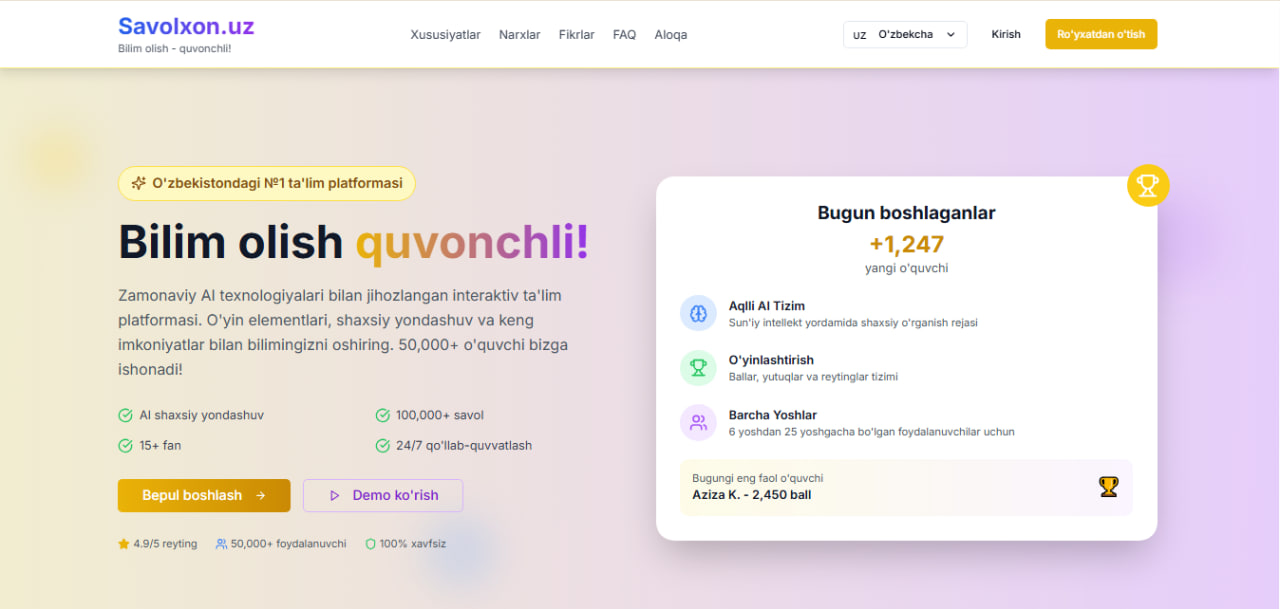 Savolxon.uz
Bilim olish - quvonchli!
Xususiyatlar Narxlar Fikrlar FAQ Aloqa
UZ O'zbekcha
Kirish
Ro'yxatdan o'tish
O'zbekistondagi №1 ta'lim platformasi
Bilim olish quvonchli!
Zamonaviy AI texnologiyalari bilan jihozlangan interaktiv ta'lim
platformasi. O'yin elementlari, shaxsiy yondashuv va keng
imkoniyatlar bilan bilimingizni oshiring. 50,000+ o'quvchi bizga
ishonadi!
AI shaxsiy yondashuv
100,000+ savol
15+ fan
24/7 qo'llab-quvvatlash
Bepul boshlash
Demo ko'rish
4.9/5 reyting
50,000+ foydalanuvchi
100% xavfsiz
Bugun boshlaganlar
+1,247
yangi o'quvchi
Aqlli AI Tizim
Sun'iy intellekt yordamida shaxsiy o'rganish rejasi
O'yinlashtirish
Ballar, yutuqlar va reytinglar tizimi
Barcha Yoshlar
6 yoshdan 25 yoshgacha bo'lgan foydalanuvchilar uchun
Bugungi eng faol o'quvchi
Aziza K. - 2,450 ball